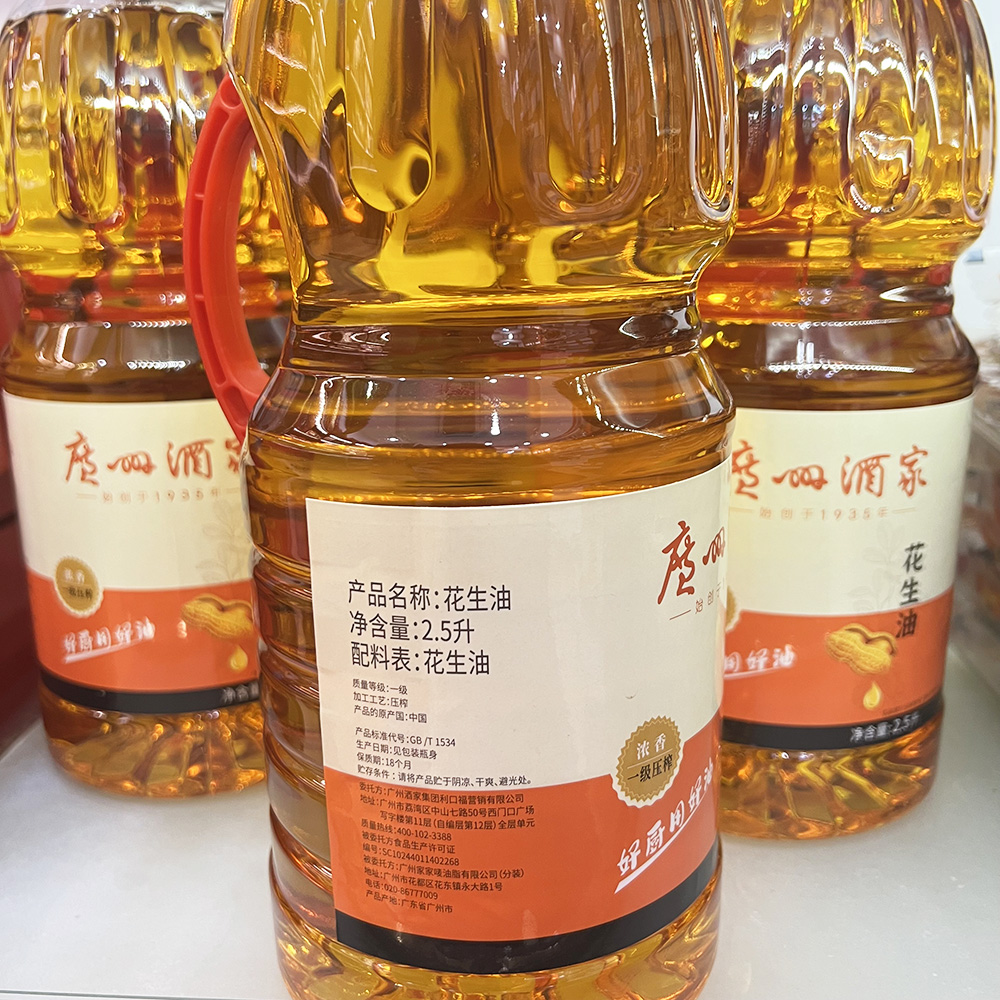 廣州酒家
始创于1935年
浓香
一级压榨
好厨用好油
净含量
产品名称：花生油
净含量：2.5升
配料表：花生油
质量等级：一级
加工工艺：压榨
产品的原产国：中国
产品标准代号：GB /T 1534
生产日期：见包装瓶身
保质期：18个月
贮存条件：请将产品贮于阴凉、干爽、避光处。
委托方：广州酒家集团利口福营销有限公司
地址：广州市荔湾区中山七路50号西门口广场
写字楼第11层（自编层第12层）全层单元
质量热线：400-102-3388
被委托方食品生产许可证
编号：SC10244011402268
被委托方：广州家家唛油脂有限公司（分装）
地址：广州市花都区花东镇永大路1号
电话：020-86777009
产品产地：广东省广州市
廣州
始创于
浓香
一级压榨
好厨用好油
廣州酒家
始创于1935年
花生油
用好油
净含量：2.5升